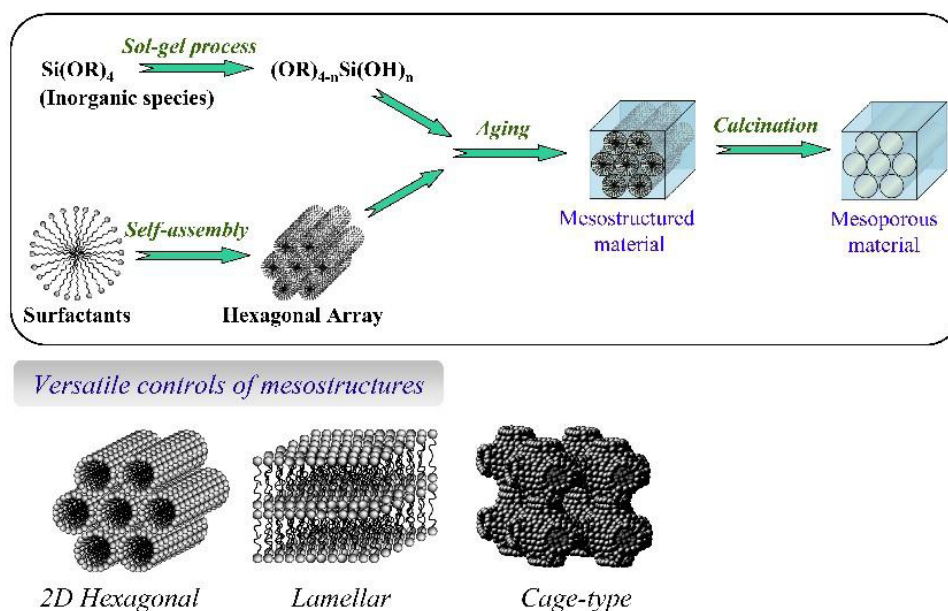 Sol-gel process
Si(OR)₄
(OR)₄₋ₙSi(OH)ₙ
(Inorganic species)
Aging
Calcination
Self-assembly
Mesostructured
material
Mesoporous
material
Surfactants
Hexagonal Array
Versatile controls of mesostructures
2D Hexagonal
Lamellar
Cage-type